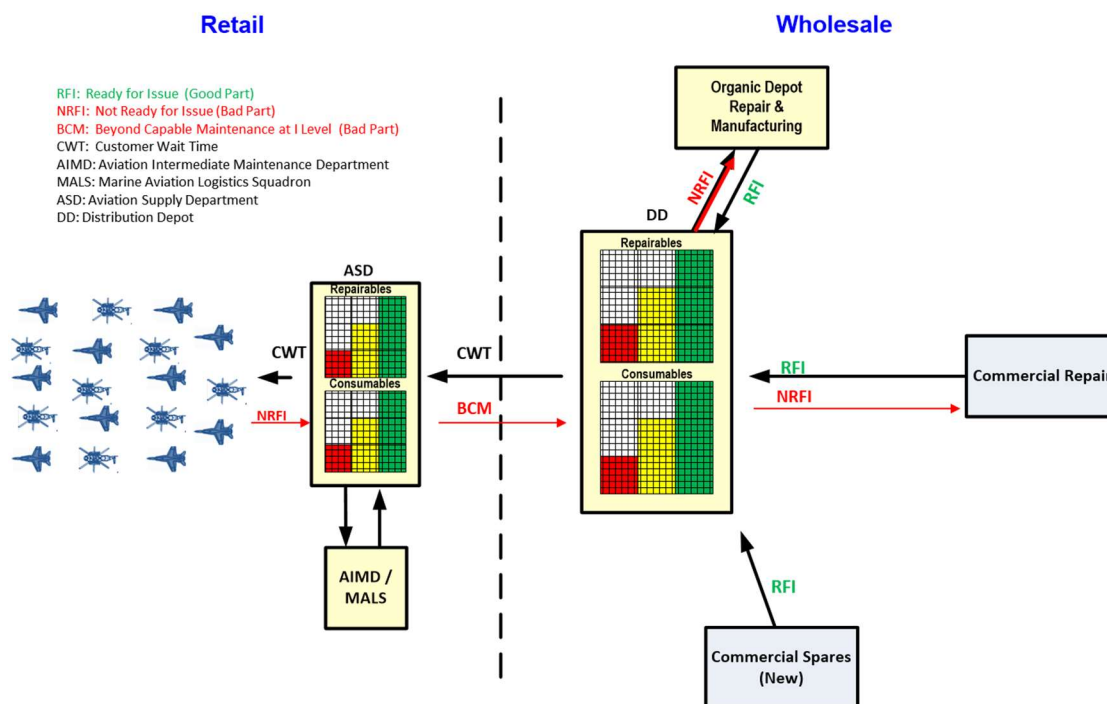 Retail
Wholesale
RFI: Ready for Issue (Good Part)
NRFI: Not Ready for Issue (Bad Part)
BCM: Beyond Capable Maintenance at I Level (Bad Part)
CWT: Customer Wait Time
AIMD: Aviation Intermediate Maintenance Department
MALS: Marine Aviation Logistics Squadron
ASD: Aviation Supply Department
DD: Distribution Depot
Organic Depot
Repair &
Manufacturing
NRFI
RFI
DD
Repairables
Consumables
ASD
Repairables
Consumables
CWT
NRFI
CWT
BCM
RFI
NRFI
Commercial Repair
AIMD /
MALS
RFI
Commercial Spares
(New)